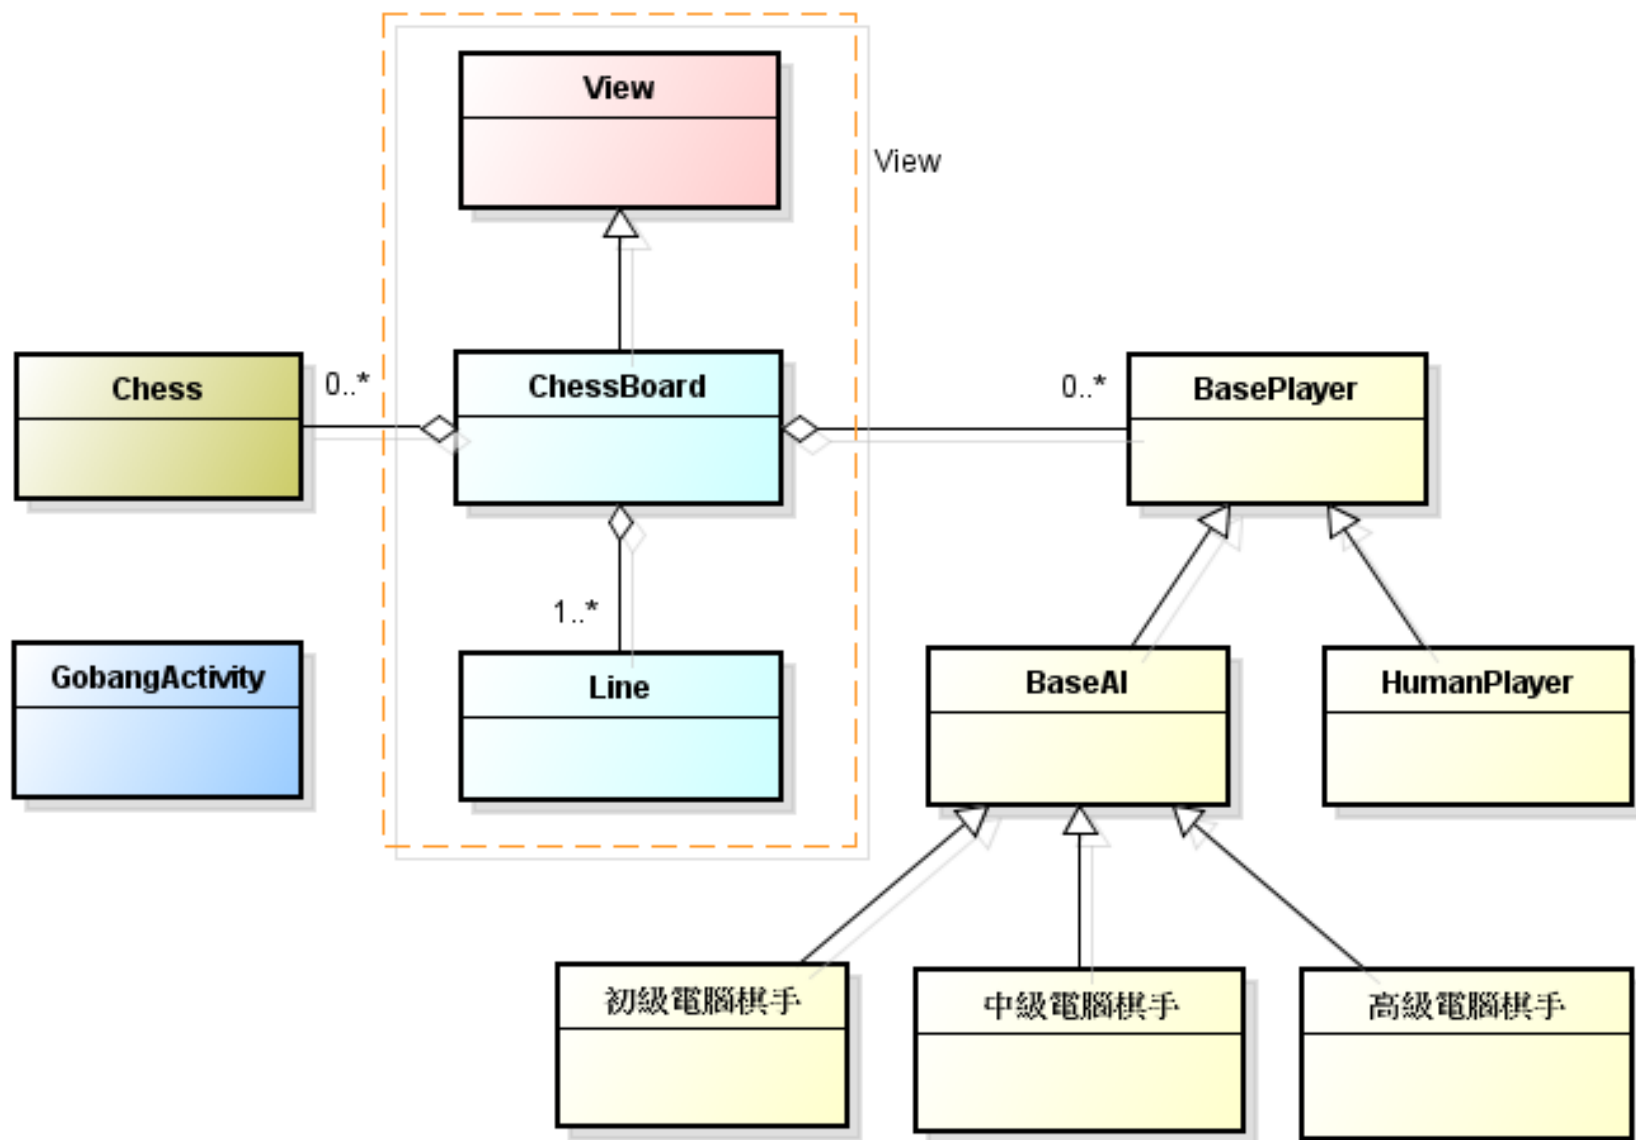 View
View
Chess
0..*
ChessBoard
0..*
BasePlayer
1..*
GobangActivity
Line
BaseAI
HumanPlayer
初級電腦棋手
中級電腦棋手
高級電腦棋手